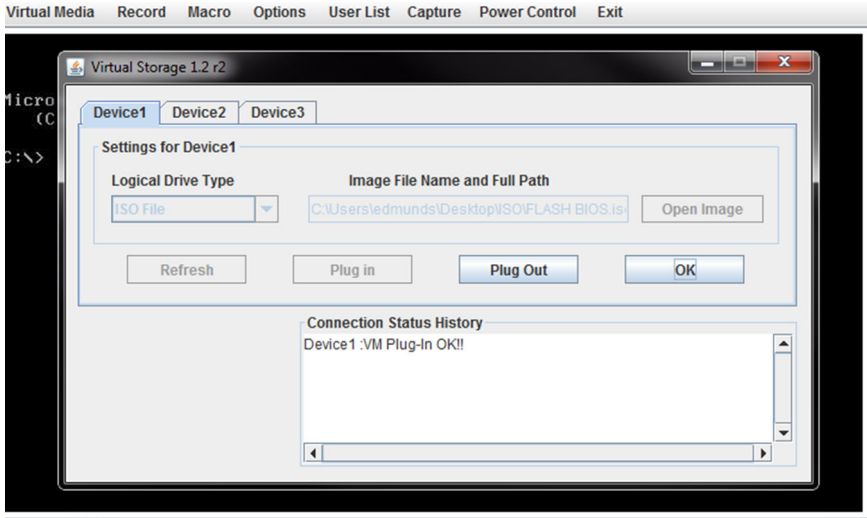 Virtual Media Record Macro Options User List Capture Power Control Exit
Virtual Storage 1.2 r2
Micro
(C
C:\>
Device1 Device2 Device3
Settings for Device1
Logical Drive Type Image File Name and Full Path
ISO File C:\Users\edmunds\Desktop\ISO\FLASH BIOS.is Open Image
Refresh Plug in Plug Out OK
Connection Status History
Device1 :VM Plug-In OK!!